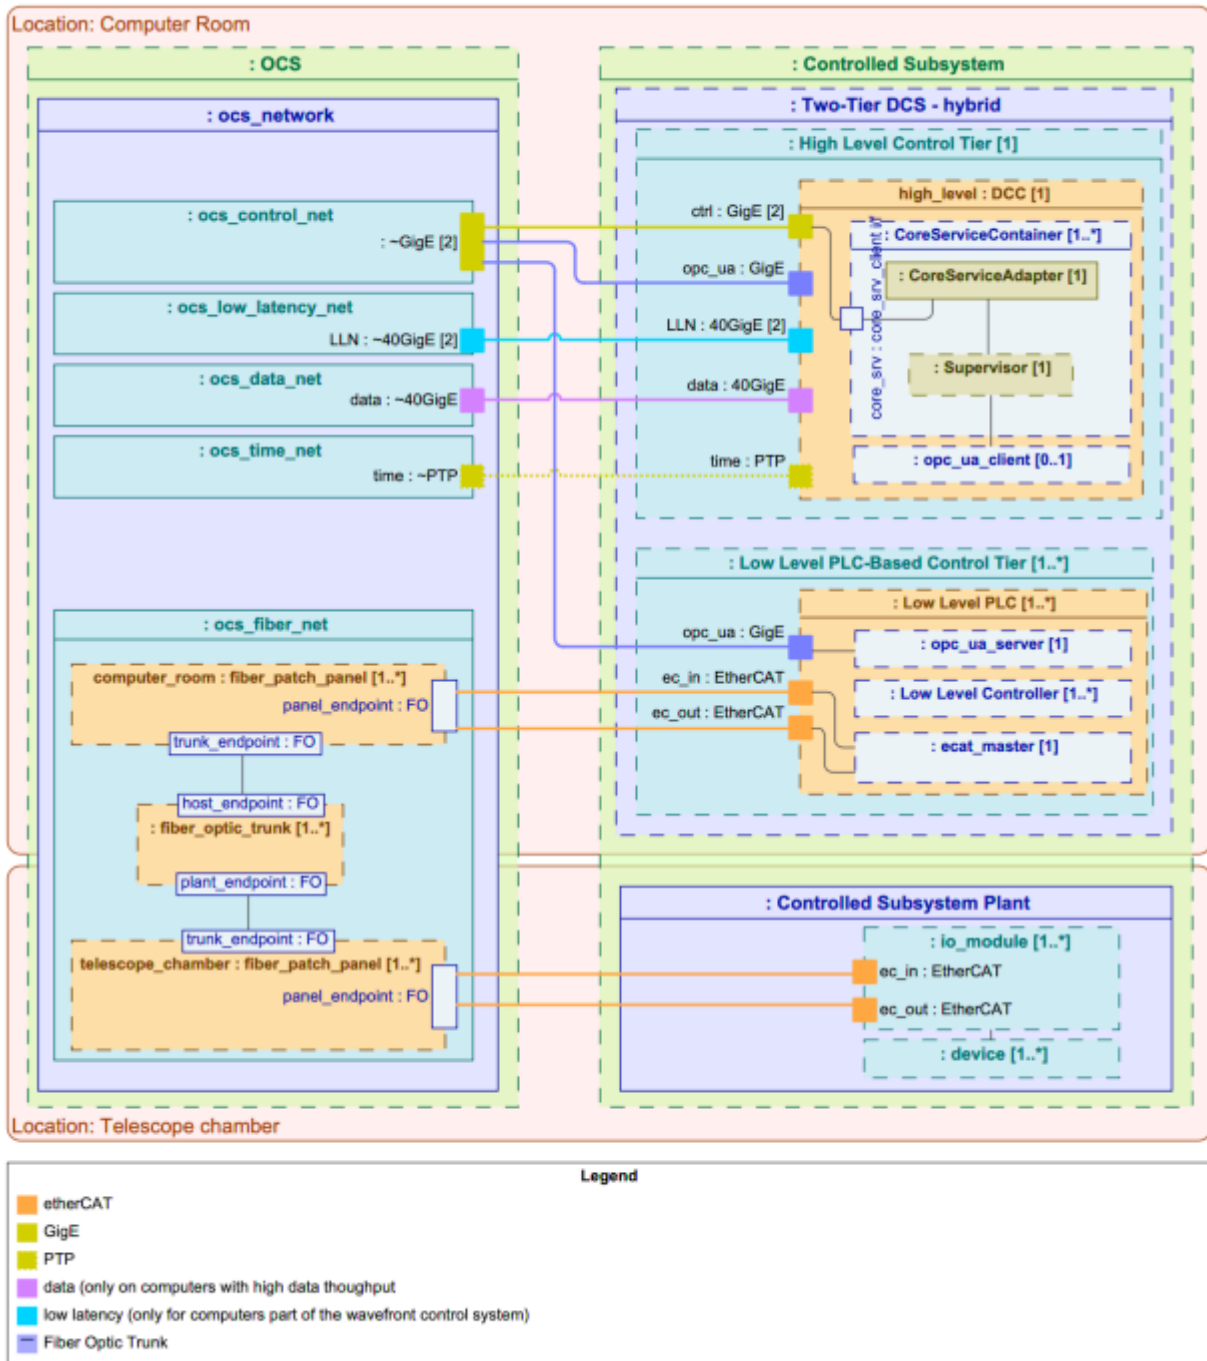 Location: Computer Room
: OCS
: ocs_network
: ocs_control_net
: ~GigE [2]
: ocs_low_latency_net
LLN : ~40GigE [2]
: ocs_data_net
data : ~40GigE
: ocs_time_net
time : ~PTP
: ocs_fiber_net
computer_room : fiber_patch_panel [1..*]
panel_endpoint : FO
trunk_endpoint : FO
host_endpoint : FO
: fiber_optic_trunk [1..*]
plant_endpoint : FO
trunk_endpoint : FO
telescope_chamber : fiber_patch_panel [1..*]
panel_endpoint : FO
: Controlled Subsystem
: Two-Tier DCS - hybrid
: High Level Control Tier [1]
high_level : DCC [1]
ctrl : GigE [2]
opc_ua : GigE
LLN : 40GigE [2]
data : 40GigE
time : PTP
: CoreServiceContainer [1..*]
core_srv : core_srv_client i/f
: CoreServiceAdapter [1]
: Supervisor [1]
: opc_ua_client [0..1]
: Low Level PLC-Based Control Tier [1..*]
: Low Level PLC [1..*]
opc_ua : GigE
ec_in : EtherCAT
ec_out : EtherCAT
: opc_ua_server [1]
: Low Level Controller [1..*]
: ecat_master [1]
: Controlled Subsystem Plant
: io_module [1..*]
ec_in : EtherCAT
ec_out : EtherCAT
: device [1..*]
Location: Telescope chamber
Legend
etherCAT
GigE
PTP
data (only on computers with high data thoughput
low latency (only for computers part of the wavefront control system)
Fiber Optic Trunk